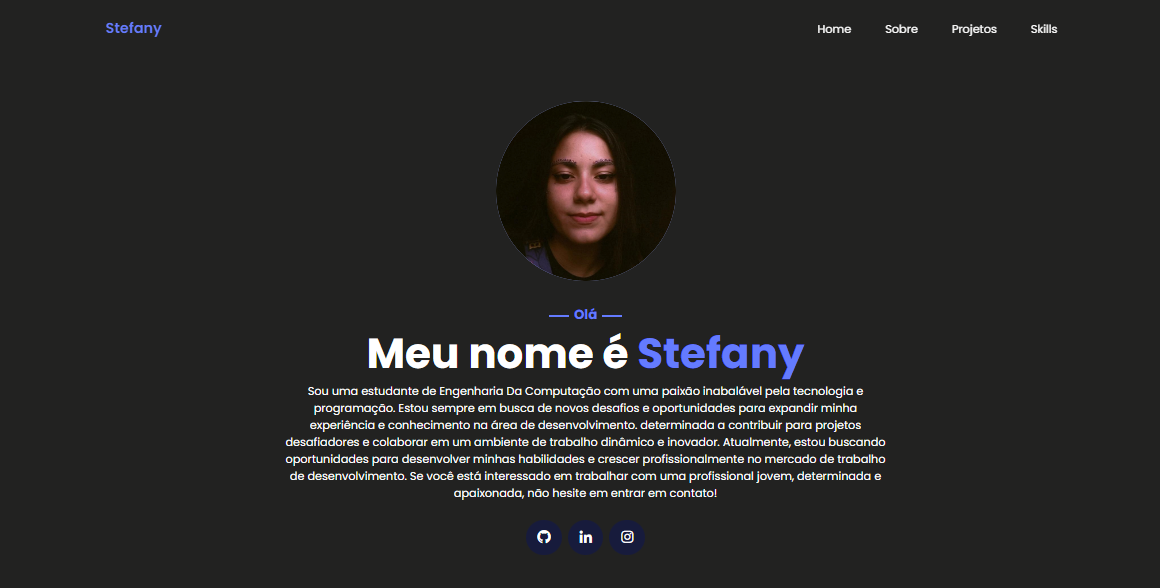 Stefany
Home Sobre Projetos Skills
Olá
Meu nome é Stefany
Sou uma estudante de Engenharia Da Computação com uma paixão inabalável pela tecnologia e
programação. Estou sempre em busca de novos desafios e oportunidades para expandir minha
experiência e conhecimento na área de desenvolvimento. determinada a contribuir para projetos
desafiadores e colaborar em um ambiente de trabalho dinâmico e inovador. Atualmente, estou buscando
oportunidades para desenvolver minhas habilidades e crescer profissionalmente no mercado de trabalho
de desenvolvimento. Se você está interessado em trabalhar com uma profissional jovem, determinada e
apaixonada, não hesite em entrar em contato!